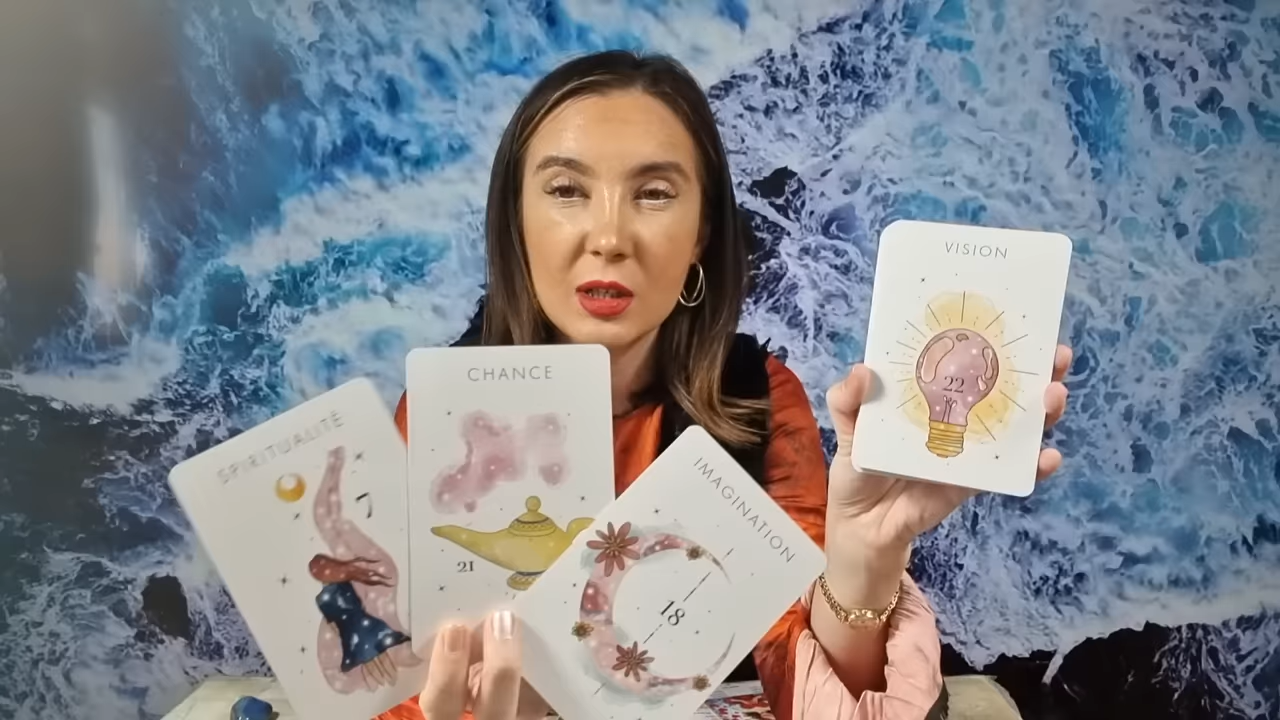 SPIRITUALITÉ
7
CHANCE
21
IMAGINATION
18
VISION
22